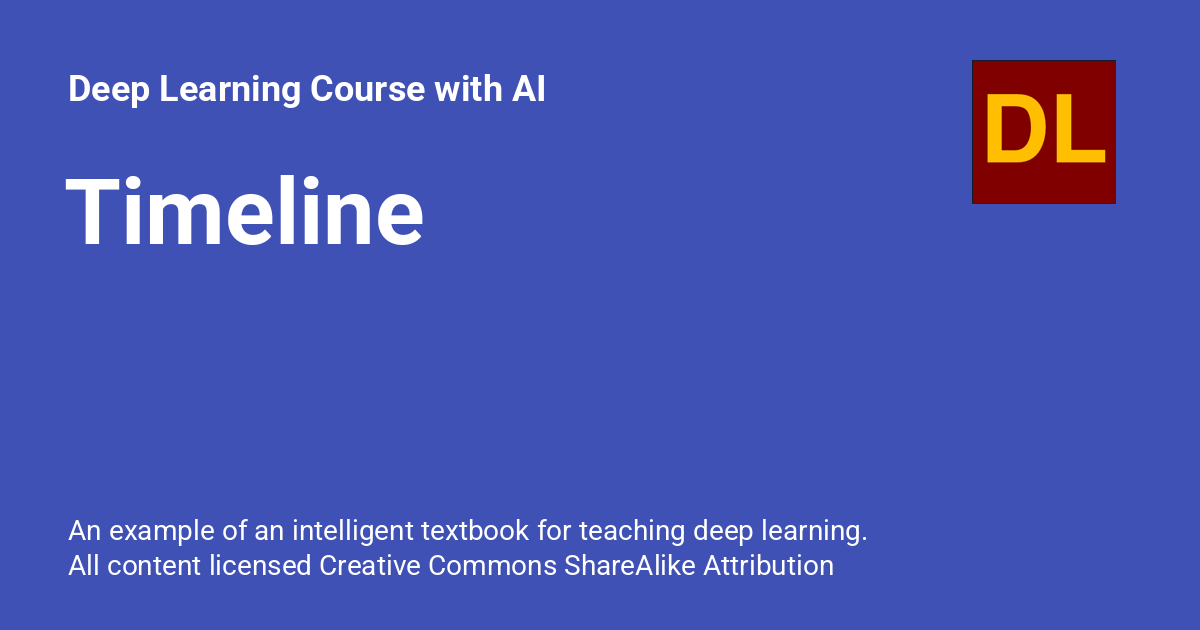 Deep Learning Course with AI
DL
Timeline
An example of an intelligent textbook for teaching deep learning.
All content licensed Creative Commons ShareAlike Attribution